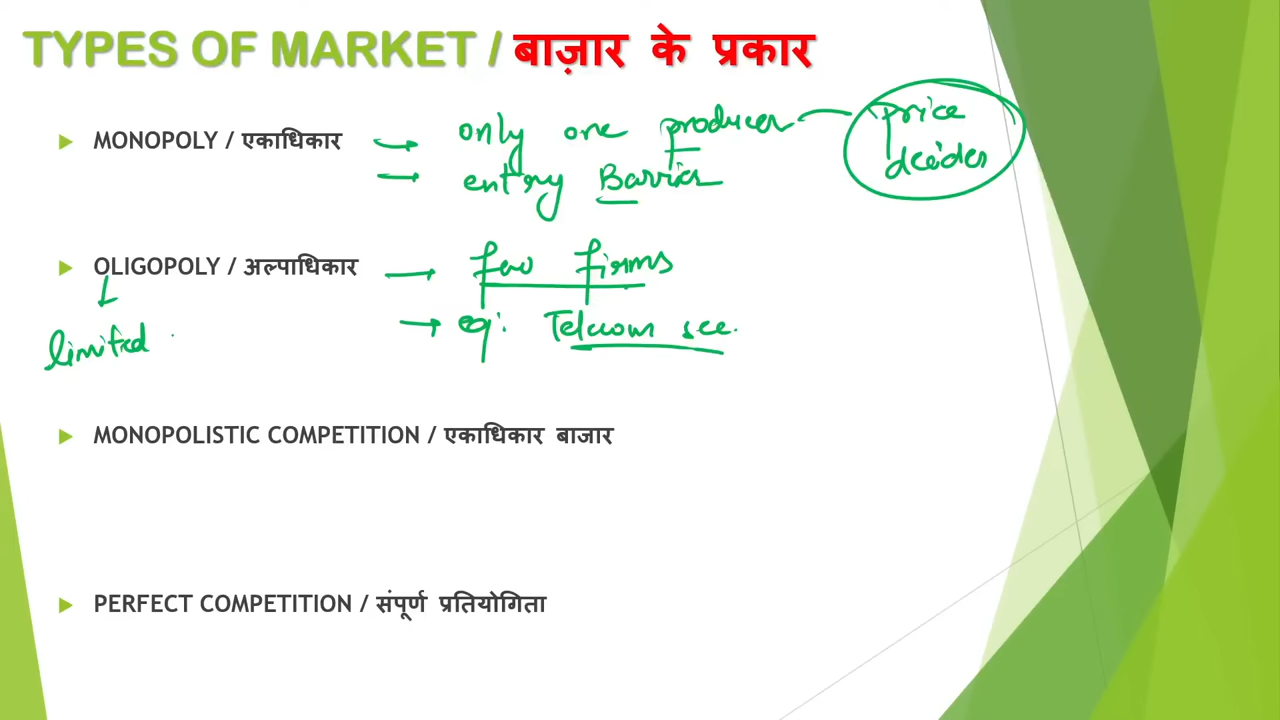 TYPES OF MARKET / बाज़ार के प्रकार
MONOPOLY / एकाधिकार → only one producer — price decider
→ entry Barrier
OLIGOPOLY / अल्पाधिकार → few firms
limited → eg: Telecom sec.
MONOPOLISTIC COMPETITION / एकाधिकार बाजार
PERFECT COMPETITION / संपूर्ण प्रतियोगिता